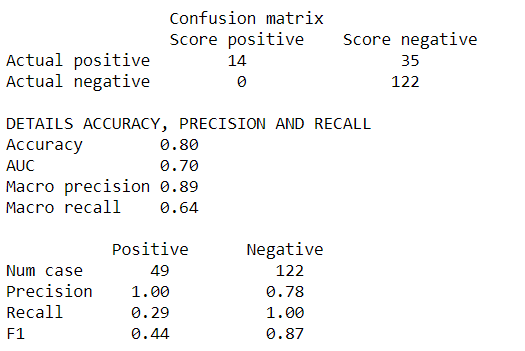 Confusion matrix
Score positive Score negative
Actual positive 14 35
Actual negative 0 122
DETAILS ACCURACY, PRECISION AND RECALL
Accuracy 0.80
AUC 0.70
Macro precision 0.89
Macro recall 0.64
Positive Negative
Num case 49 122
Precision 1.00 0.78
Recall 0.29 1.00
F1 0.44 0.87